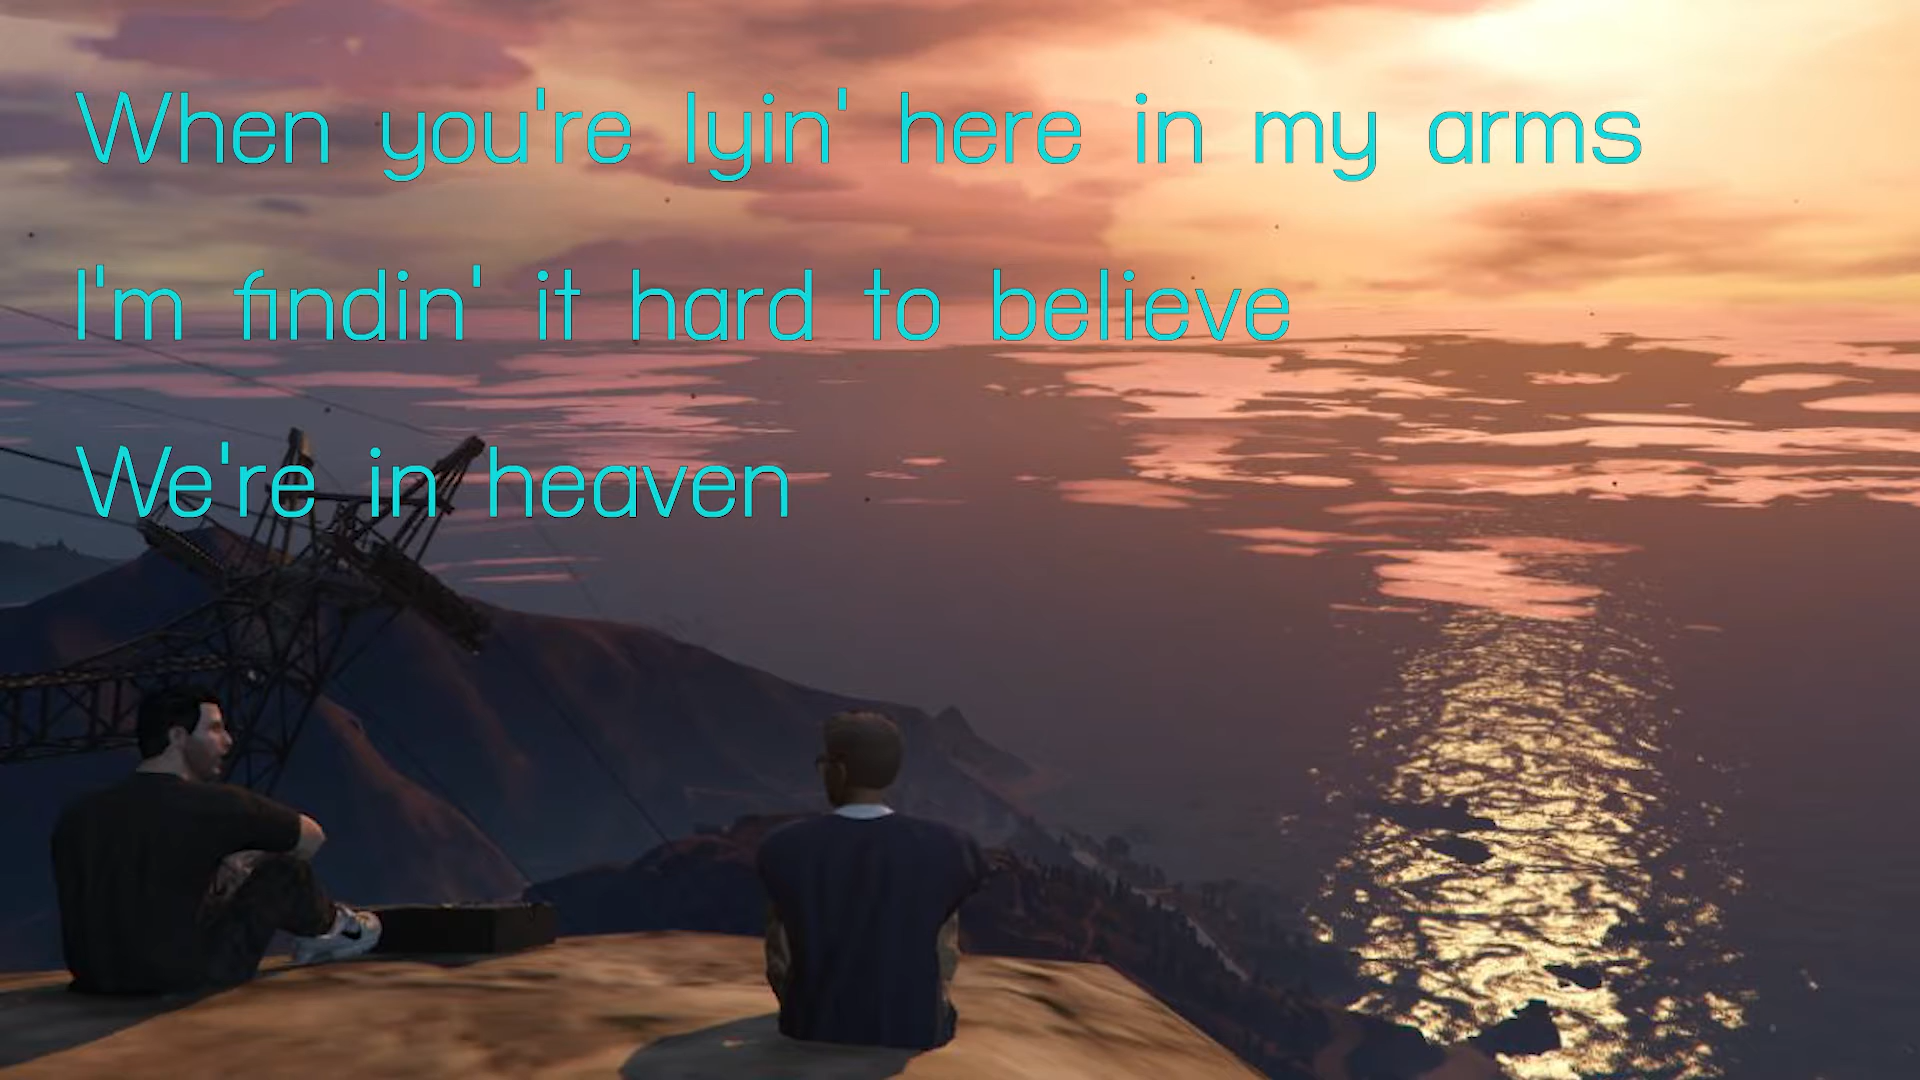 When you're lyin' here in my arms
I'm findin' it hard to believe
We're in heaven